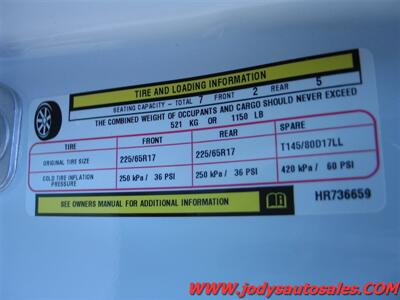 TIRE AND LOADING INFORMATION
SEATING CAPACITY - TOTAL 7 FRONT 2 REAR 5
THE COMBINED WEIGHT OF OCCUPANTS AND CARGO SHOULD NEVER EXCEED
521 KG OR 1150 LB
TIRE FRONT REAR SPARE
ORIGINAL TIRE SIZE 225/65R17 225/65R17 T145/80D17LL
COLD TIRE INFLATION PRESSURE 250 kPa / 36 PSI 250 kPa / 36 PSI 420 kPa / 60 PSI
SEE OWNERS MANUAL FOR ADDITIONAL INFORMATION
HR736659
www.jodysautosales.com